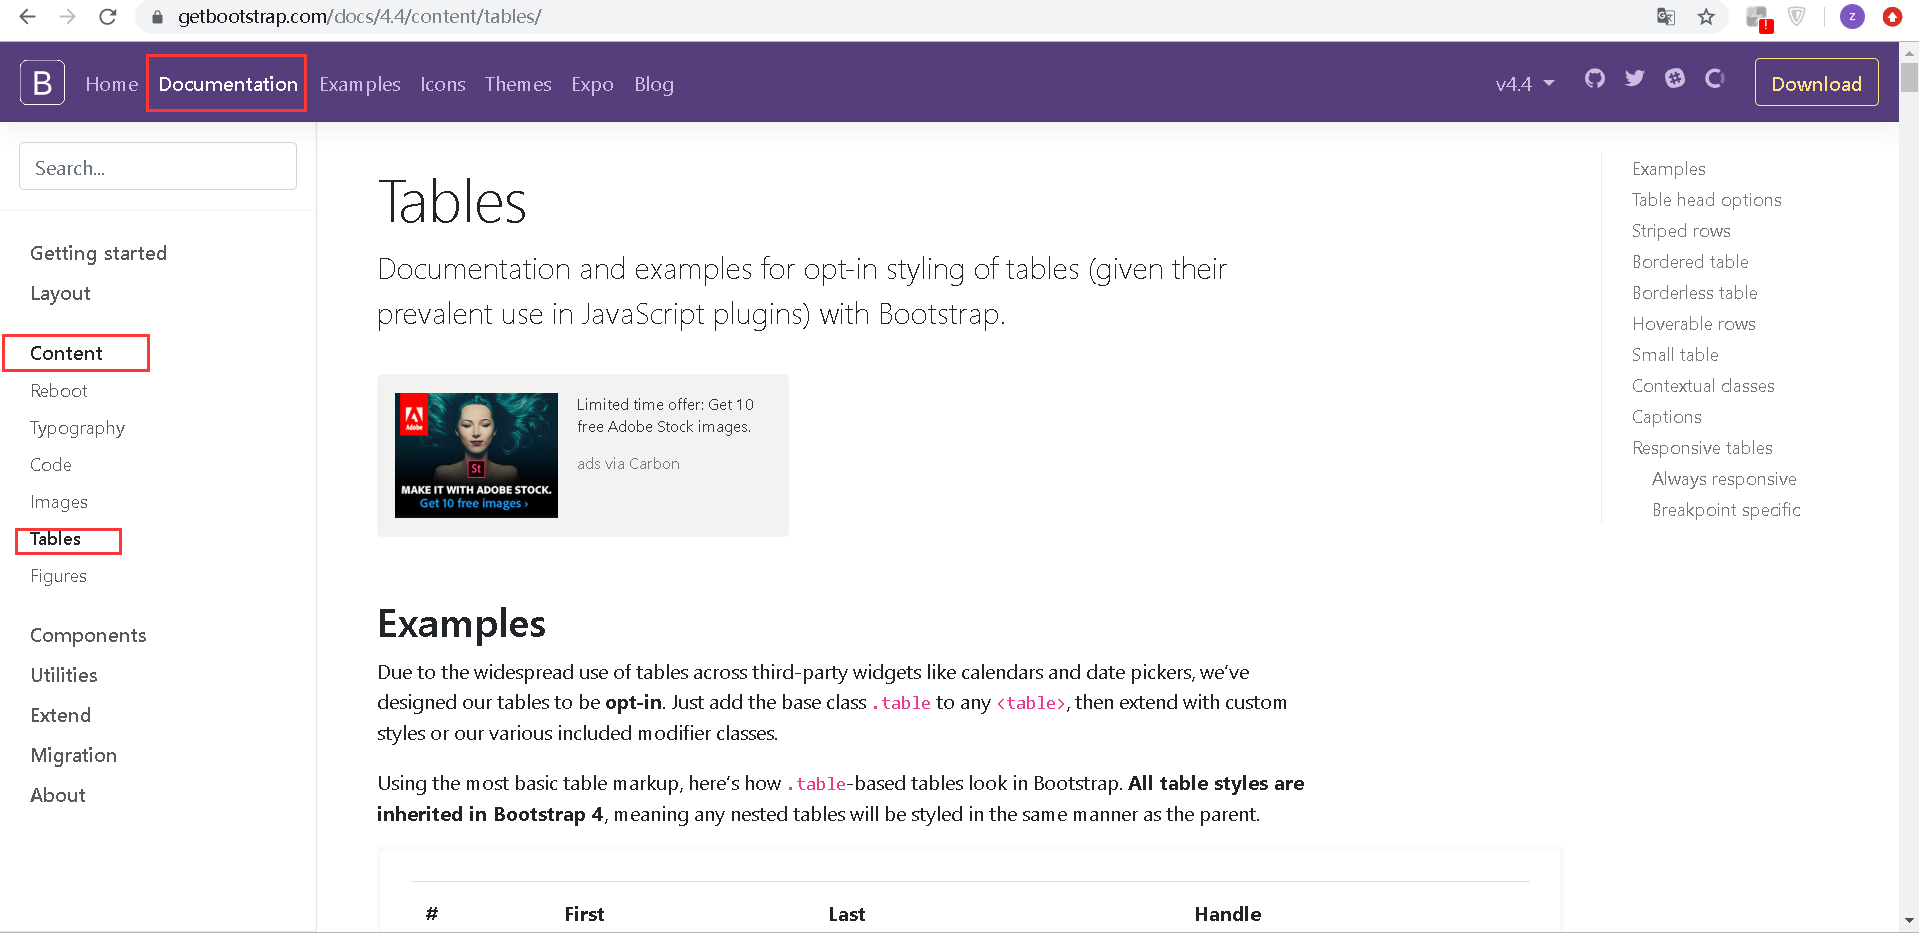 getbootstrap.com/docs/4.4/content/tables/
Z
B Home Documentation Examples Icons Themes Expo Blog v4.4 Download
Search...
Getting started
Layout
Content
Reboot
Typography
Code
Images
Tables
Figures
Components
Utilities
Extend
Migration
About
Tables
Documentation and examples for opt-in styling of tables (given their
prevalent use in JavaScript plugins) with Bootstrap.
Adobe
St
MAKE IT WITH ADOBE STOCK.
Get 10 free images ›
Limited time offer: Get 10
free Adobe Stock images.
ads via Carbon
Examples
Due to the widespread use of tables across third-party widgets like calendars and date pickers, we’ve
designed our tables to be opt-in. Just add the base class .table to any <table>, then extend with custom
styles or our various included modifier classes.
Using the most basic table markup, here’s how .table-based tables look in Bootstrap. All table styles are
inherited in Bootstrap 4, meaning any nested tables will be styled in the same manner as the parent.
# First Last Handle
Examples
Table head options
Striped rows
Bordered table
Borderless table
Hoverable rows
Small table
Contextual classes
Captions
Responsive tables
Always responsive
Breakpoint specific